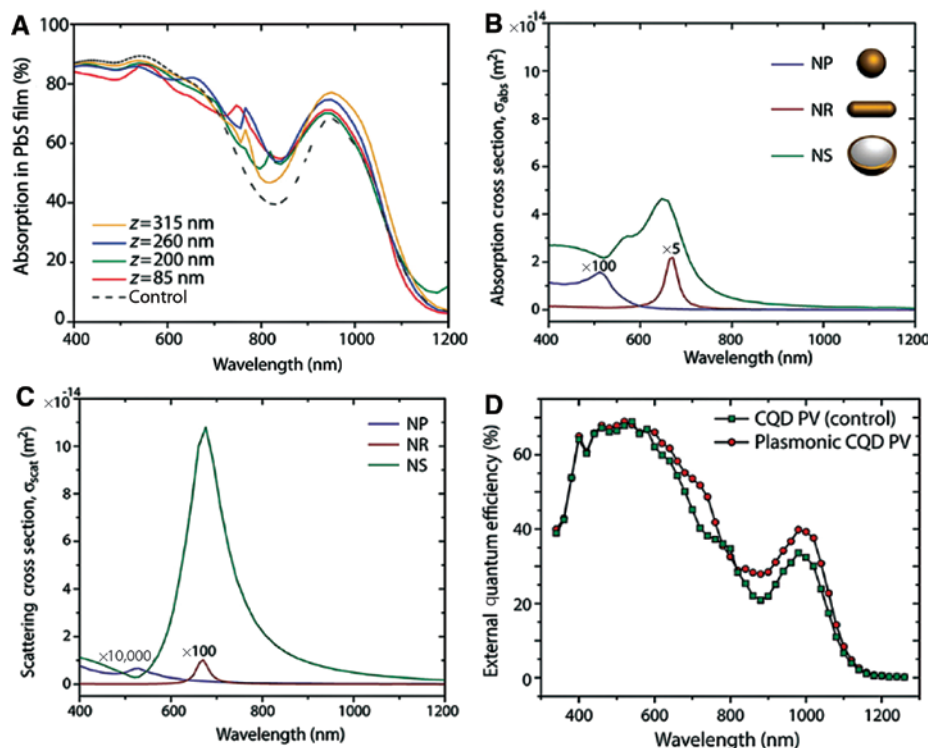 A
Absorption in PbS film (%)
100
80
60
40
20
0
z=315 nm
z=260 nm
z=200 nm
z=85 nm
Control
400 600 800 1000 1200
Wavelength (nm)
B
×10⁻¹⁴
Absorption cross section, σabs (m²)
10
8
6
4
2
0
NP
NR
NS
×100
×5
400 600 800 1000 1200
Wavelength (nm)
C
×10⁻¹⁴
Scattering cross section, σscat (m²)
10
8
6
4
2
0
NP
NR
NS
×10,000
×100
400 600 800 1000 1200
Wavelength (nm)
D
External quantum efficiency (%)
80
60
40
20
0
CQD PV (control)
Plasmonic CQD PV
400 600 800 1000 1200
Wavelength (nm)